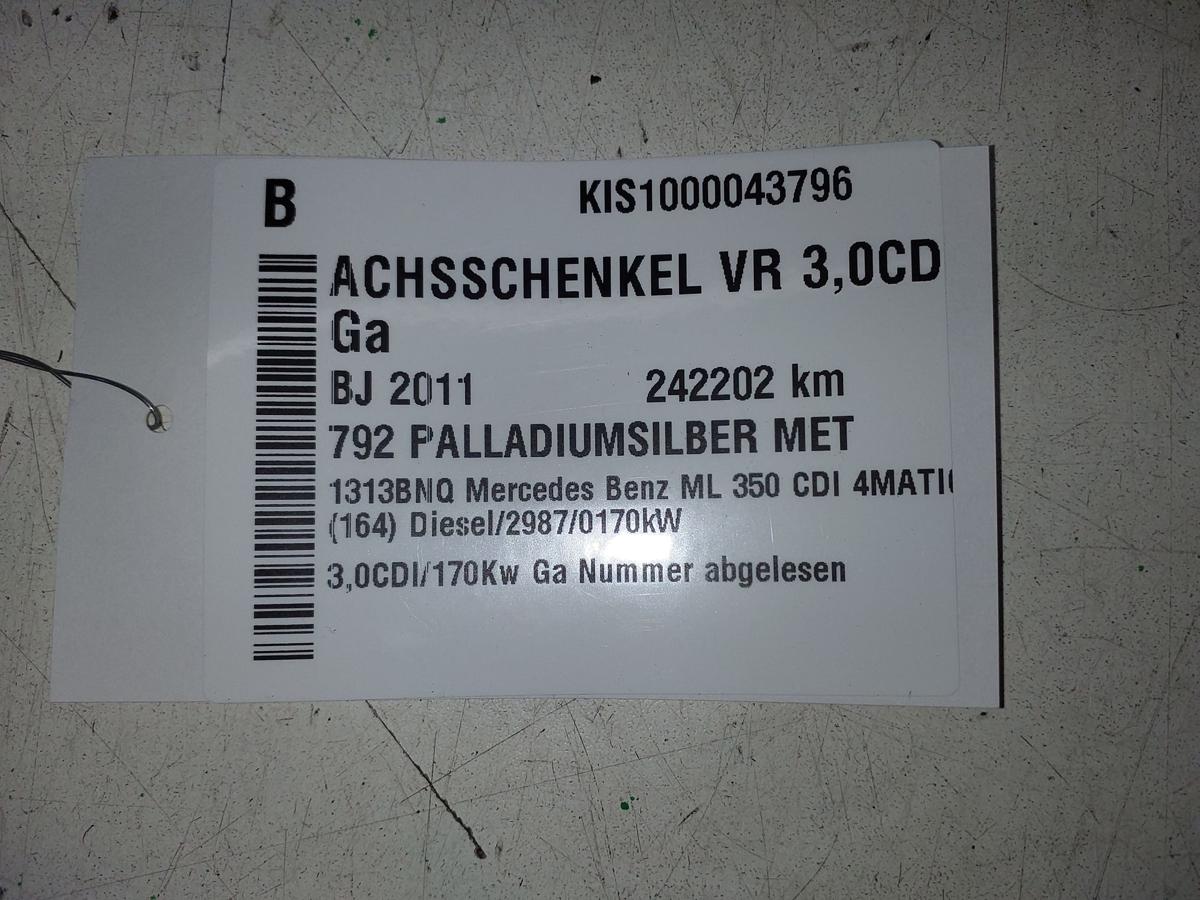 B KIS1000043796
ACHSSCHENKEL VR 3,0CD
Ga
BJ 2011 242202 km
792 PALLADIUMSILBER MET
1313BNQ Mercedes Benz ML 350 CDI 4MATI
(164) Diesel/2987/0170kW
3,0CDI/170Kw Ga Nummer abgelesen